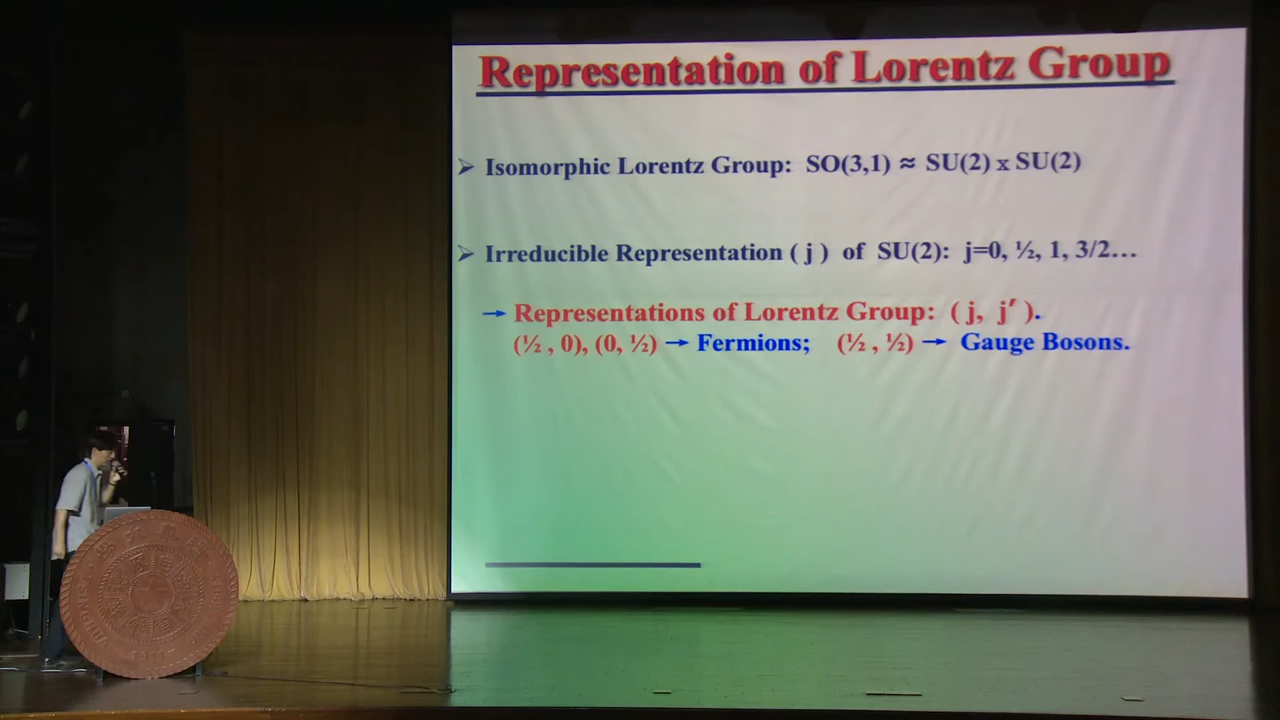 Representation of Lorentz Group
➢ Isomorphic Lorentz Group: SO(3,1) ≈ SU(2) x SU(2)
➢ Irreducible Representation ( j ) of SU(2): j=0, ½, 1, 3/2…
→ Representations of Lorentz Group: ( j, j′ ).
(½ , 0), (0, ½) → Fermions; (½ , ½) → Gauge Bosons.
1911